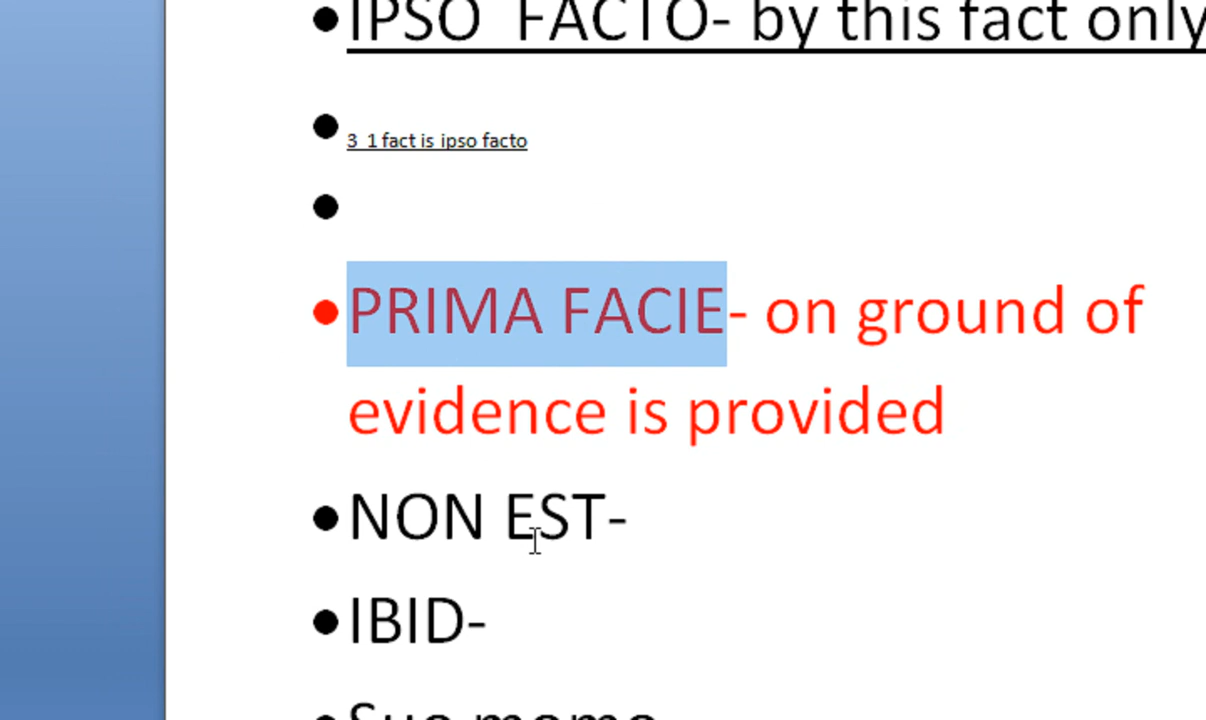 IPSO FACTO- by this fact only
3 1 fact is ipso facto
PRIMA FACIE- on ground of
evidence is provided
NON EST-
IBID-
Suo momo